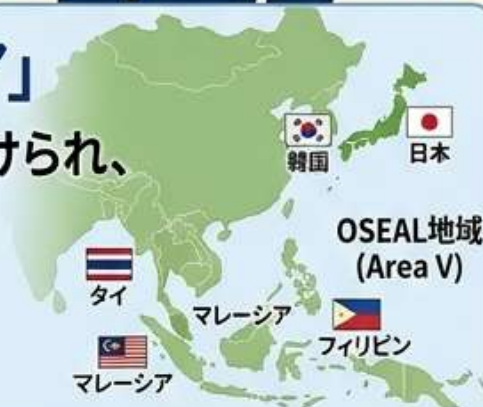 」
けられ、
韓国
日本
OSEAL地域
(Area V)
タイ
マレーシア
フィリピン
マレーシア